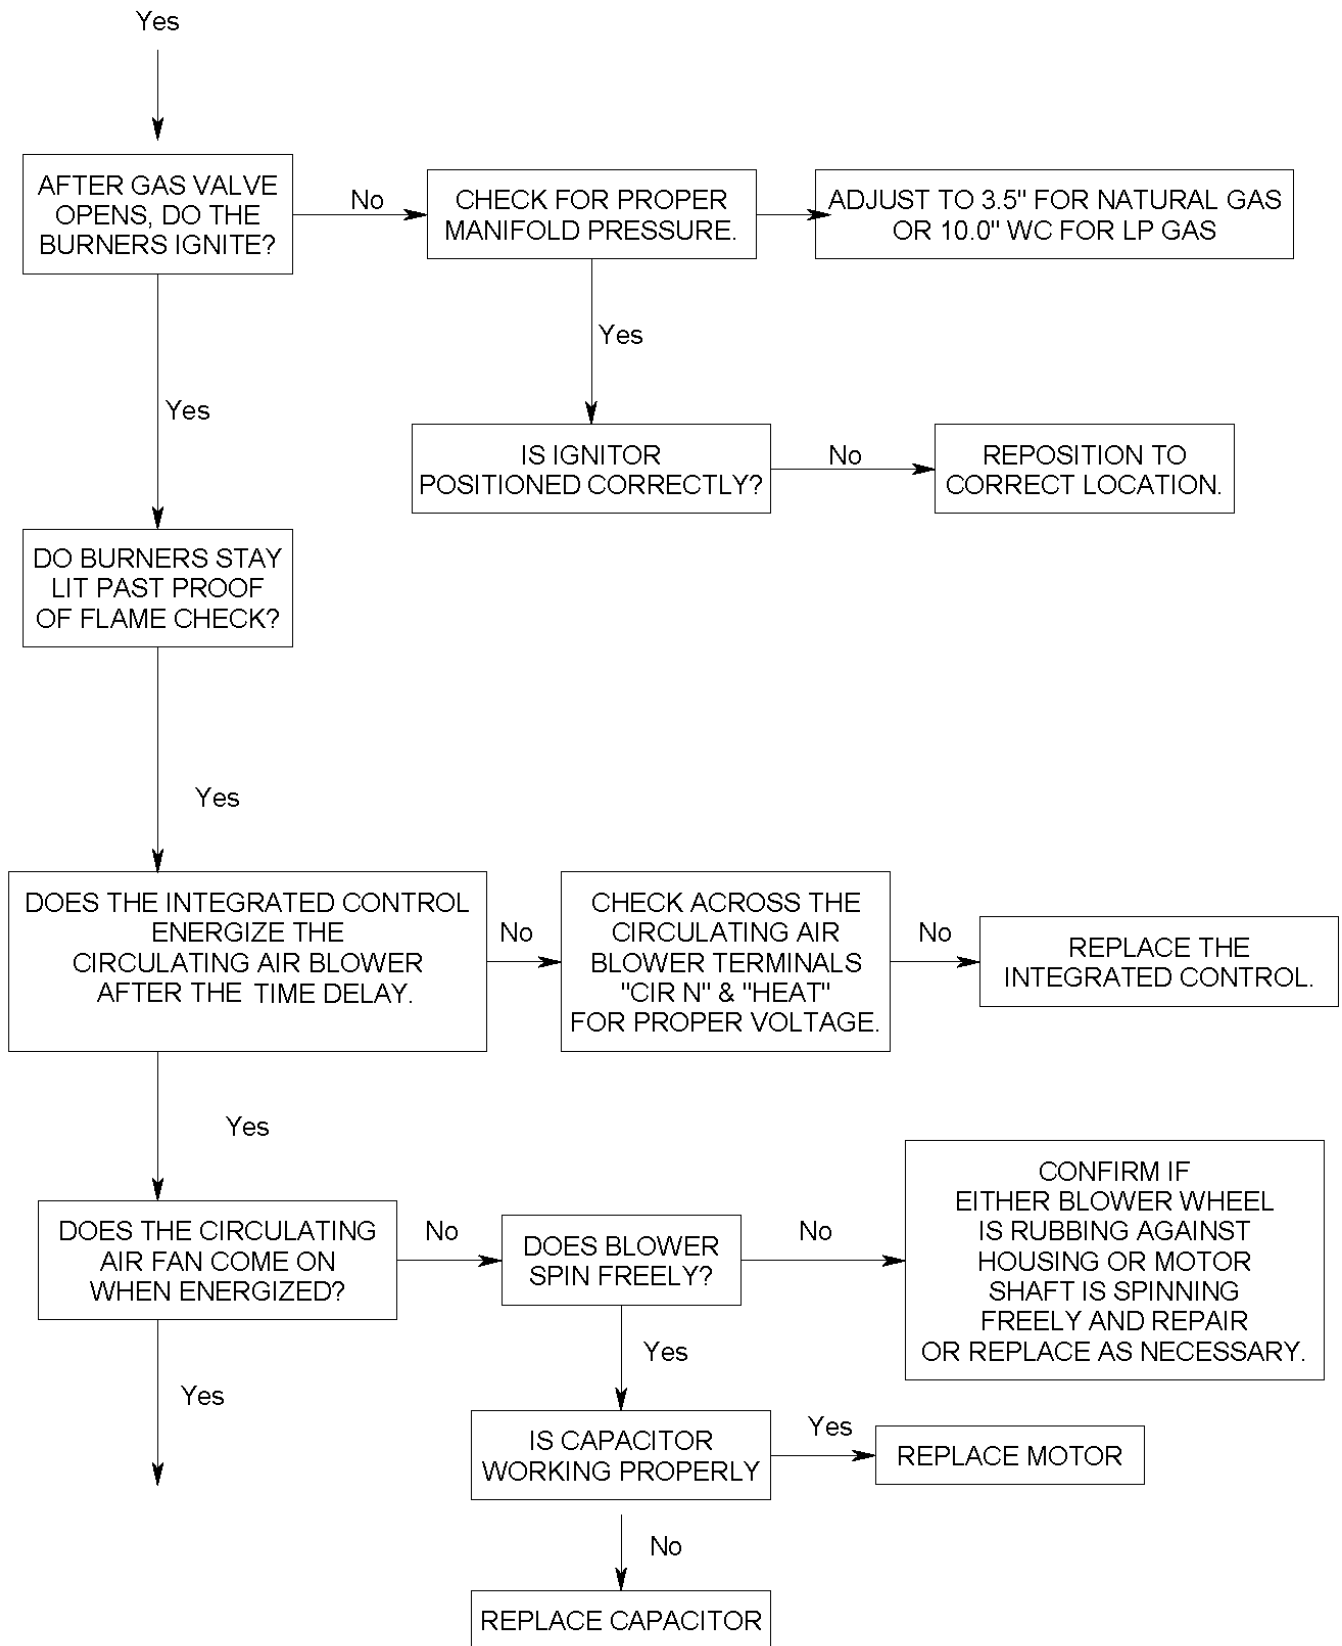 Yes
AFTER GAS VALVE
OPENS, DO THE
BURNERS IGNITE?
No
CHECK FOR PROPER
MANIFOLD PRESSURE.
ADJUST TO 3.5" FOR NATURAL GAS
OR 10.0" WC FOR LP GAS
Yes
Yes
IS IGNITOR
POSITIONED CORRECTLY?
No
REPOSITION TO
CORRECT LOCATION.
DO BURNERS STAY
LIT PAST PROOF
OF FLAME CHECK?
Yes
DOES THE INTEGRATED CONTROL
ENERGIZE THE
CIRCULATING AIR BLOWER
AFTER THE TIME DELAY.
No
CHECK ACROSS THE
CIRCULATING AIR
BLOWER TERMINALS
"CIR N" & "HEAT"
FOR PROPER VOLTAGE.
No
REPLACE THE
INTEGRATED CONTROL.
Yes
DOES THE CIRCULATING
AIR FAN COME ON
WHEN ENERGIZED?
No
DOES BLOWER
SPIN FREELY?
No
CONFIRM IF
EITHER BLOWER WHEEL
IS RUBBING AGAINST
HOUSING OR MOTOR
SHAFT IS SPINNING
FREELY AND REPAIR
OR REPLACE AS NECESSARY.
Yes
Yes
IS CAPACITOR
WORKING PROPERLY
Yes
REPLACE MOTOR
No
REPLACE CAPACITOR